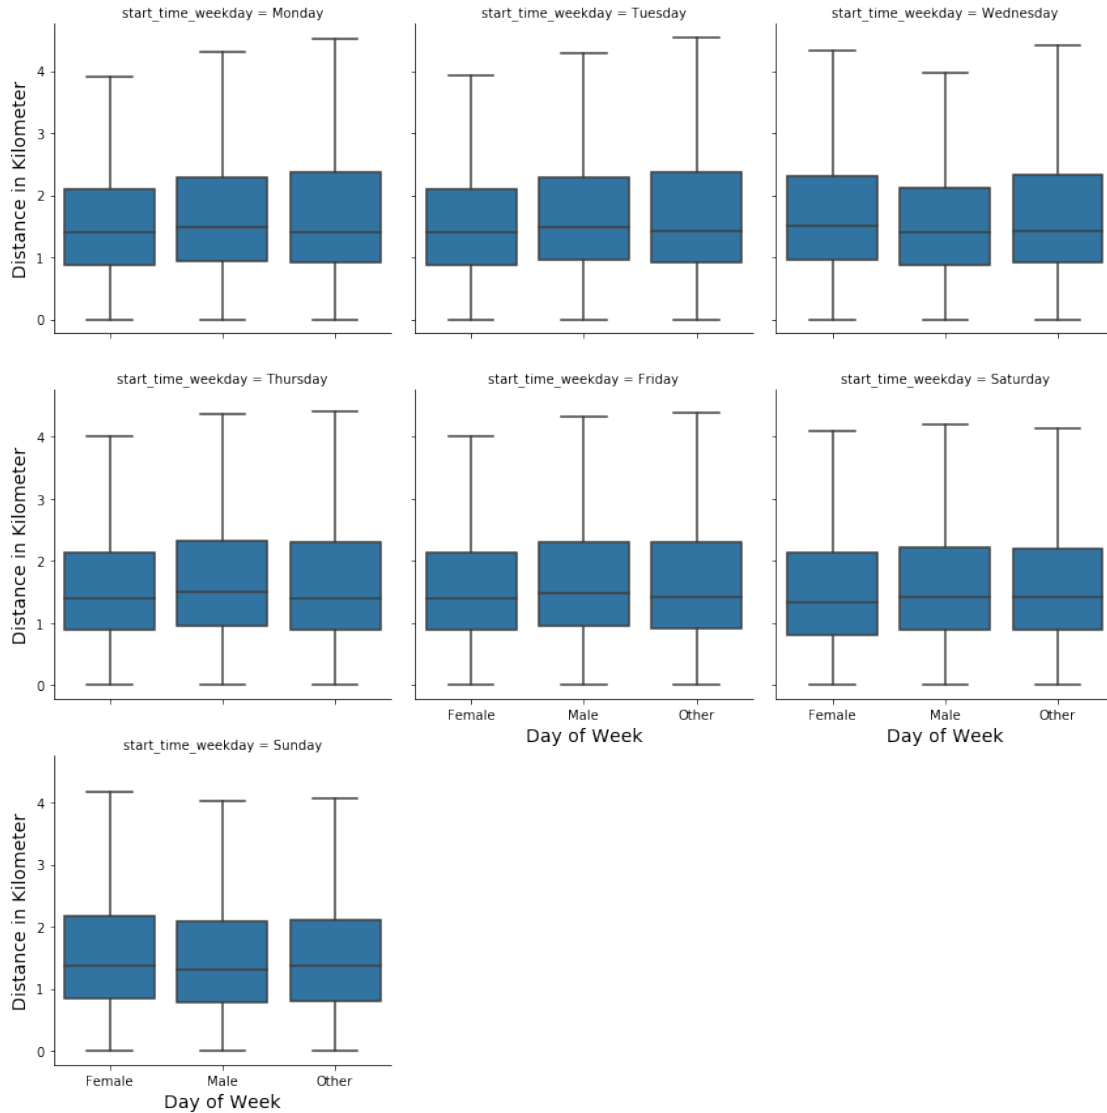 start_time_weekday = Monday
start_time_weekday = Tuesday
start_time_weekday = Wednesday
Distance in Kilometer
4
3
2
1
0
start_time_weekday = Thursday
start_time_weekday = Friday
start_time_weekday = Saturday
Distance in Kilometer
4
3
2
1
0
Female Male Other
Day of Week
Female Male Other
Day of Week
start_time_weekday = Sunday
Distance in Kilometer
4
3
2
1
0
Female Male Other
Day of Week